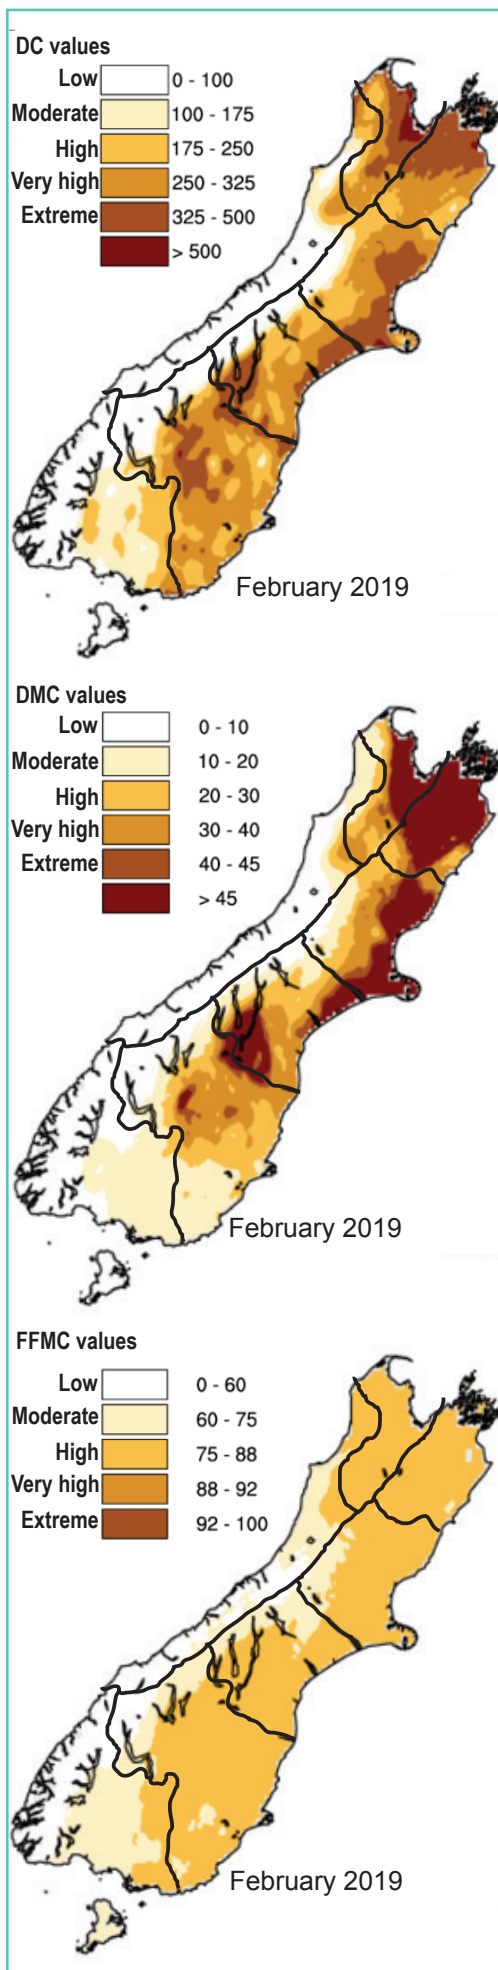 DC values
Low 0 - 100
Moderate 100 - 175
High 175 - 250
Very high 250 - 325
Extreme 325 - 500
> 500
February 2019
DMC values
Low 0 - 10
Moderate 10 - 20
High 20 - 30
Very high 30 - 40
Extreme 40 - 45
> 45
February 2019
FFMC values
Low 0 - 60
Moderate 60 - 75
High 75 - 88
Very high 88 - 92
Extreme 92 - 100
February 2019